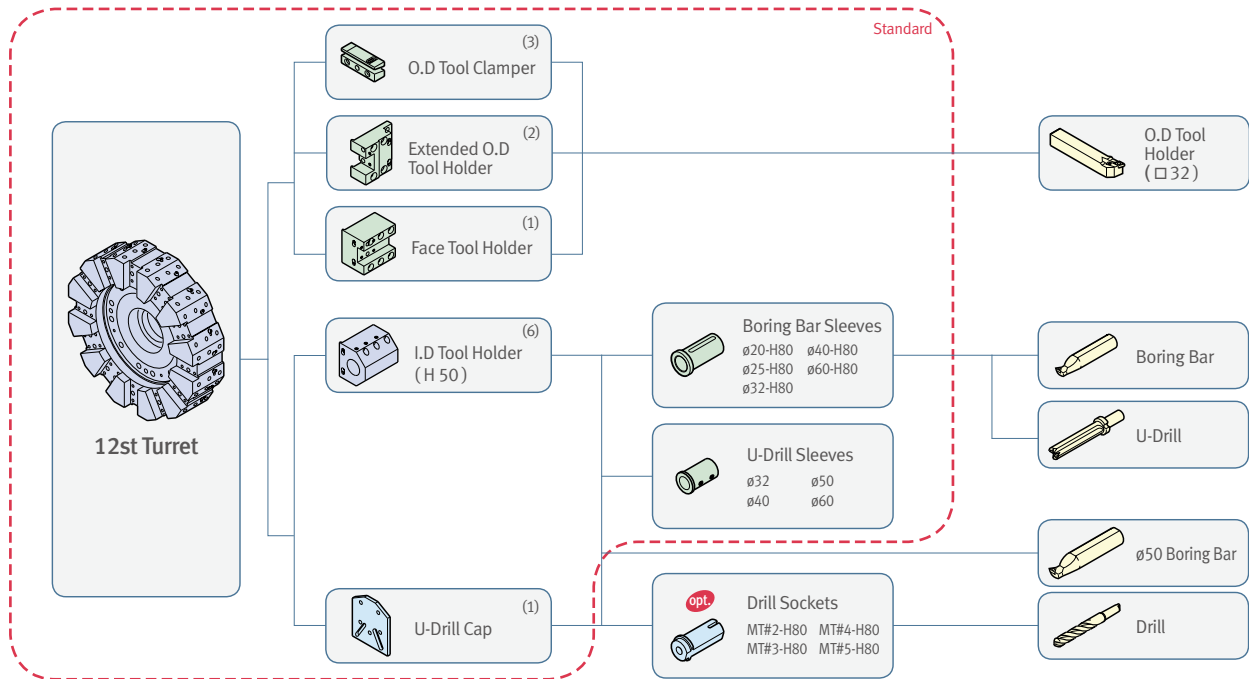 Standard
12st Turret
(3)
O.D Tool Clamper
(2)
Extended O.D
Tool Holder
(1)
Face Tool Holder
(6)
I.D Tool Holder
( H 50 )
(1)
U-Drill Cap
Boring Bar Sleeves
ø20-H80 ø40-H80
ø25-H80 ø60-H80
ø32-H80
U-Drill Sleeves
ø32 ø50
ø40 ø60
opt.
Drill Sockets
MT#2-H80 MT#4-H80
MT#3-H80 MT#5-H80
O.D Tool
Holder
( □ 32 )
Boring Bar
U-Drill
ø50 Boring Bar
Drill